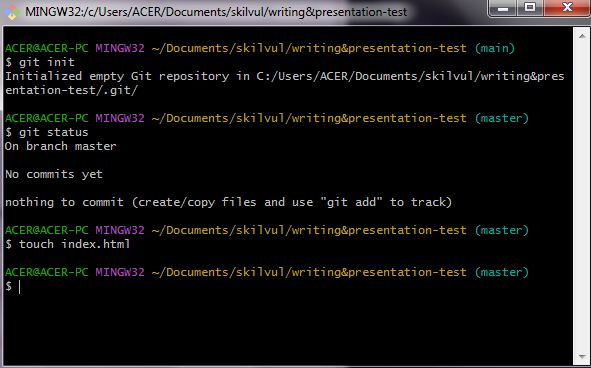 MINGW32:/c/Users/ACER/Documents/skilvul/writing&presentation-test
ACER@ACER-PC MINGW32 ~/Documents/skilvul/writing&presentation-test (main)
$ git init
Initialized empty Git repository in C:/Users/ACER/Documents/skilvul/writing&pres
entation-test/.git/
ACER@ACER-PC MINGW32 ~/Documents/skilvul/writing&presentation-test (master)
$ git status
On branch master
No commits yet
nothing to commit (create/copy files and use "git add" to track)
ACER@ACER-PC MINGW32 ~/Documents/skilvul/writing&presentation-test (master)
$ touch index.html
ACER@ACER-PC MINGW32 ~/Documents/skilvul/writing&presentation-test (master)
$